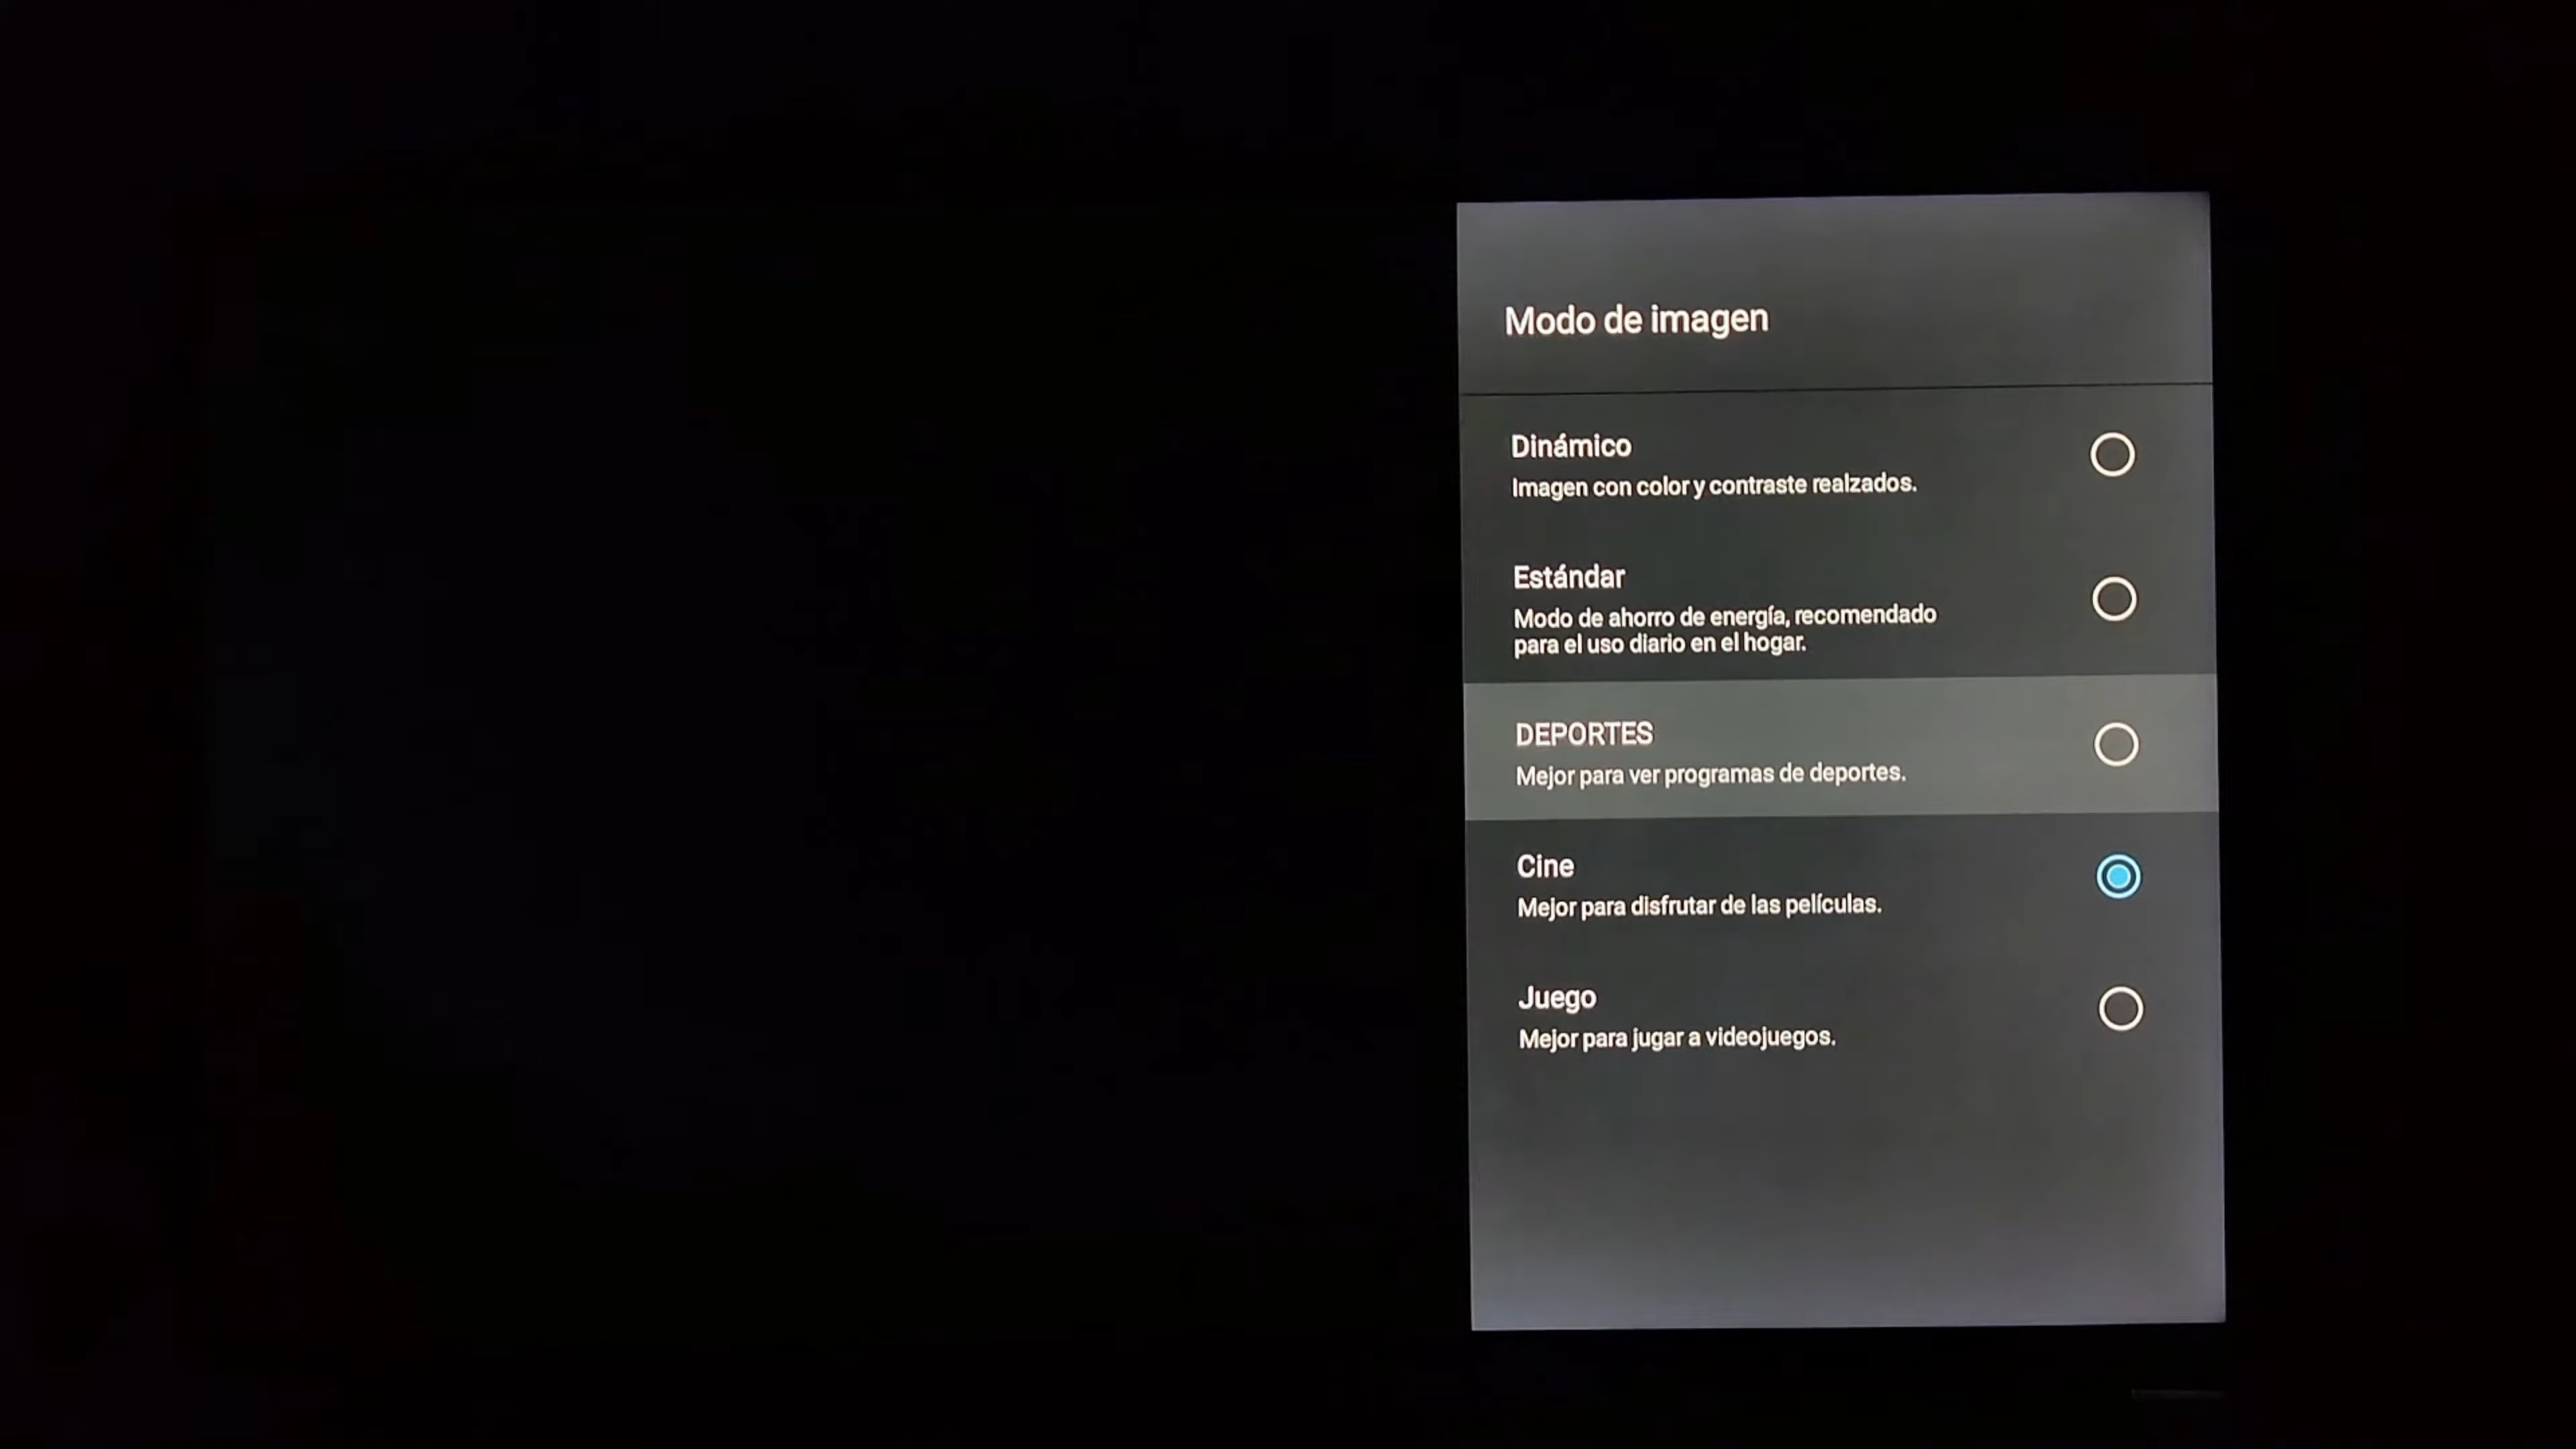 Modo de imagen
Dinámico
Imagen con color y contraste realzados.
Estándar
Modo de ahorro de energía, recomendado
para el uso diario en el hogar.
DEPORTES
Mejor para ver programas de deportes.
Cine
Mejor para disfrutar de las películas.
Juego
Mejor para jugar a videojuegos.